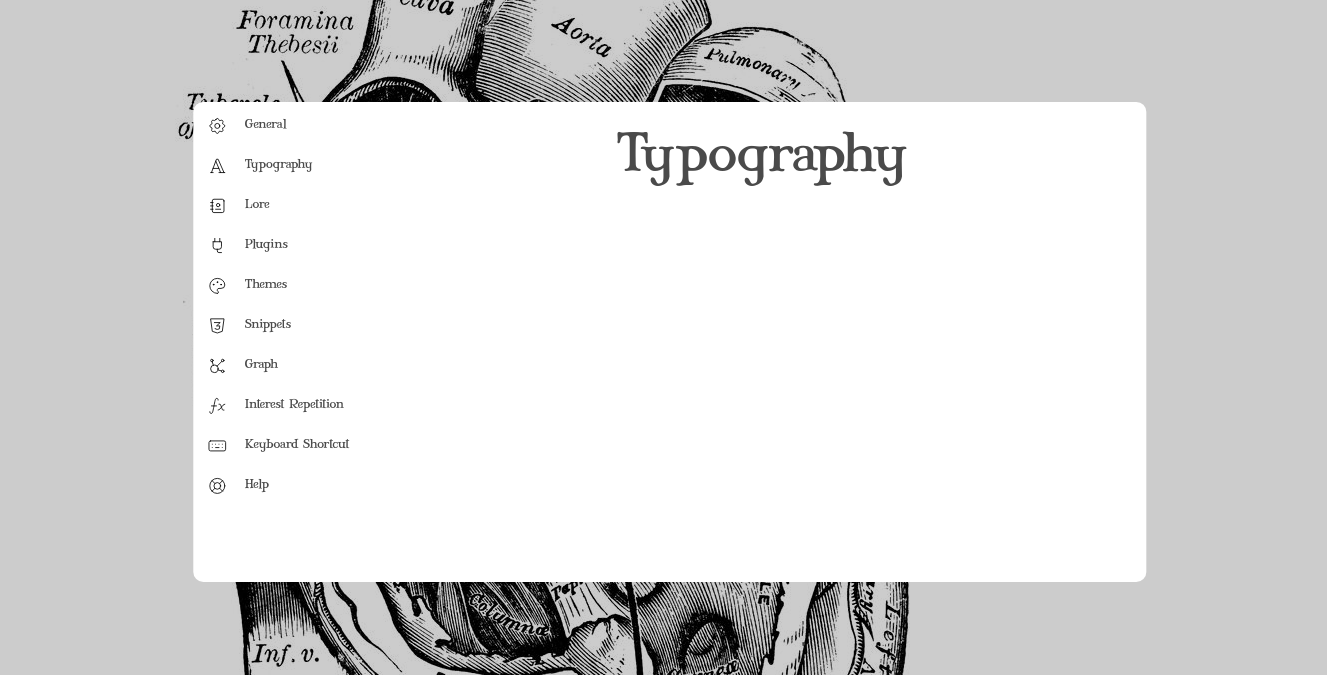 cava
Foramina
Thebesii
Aorta
Pulmonary
Tubercle
of
General
Typography
Typography
Lore
Plugins
Themes
Snippets
Graph
Interest Repetition
Keyboard Shortcut
Help
Columna
Inf. v.
Left